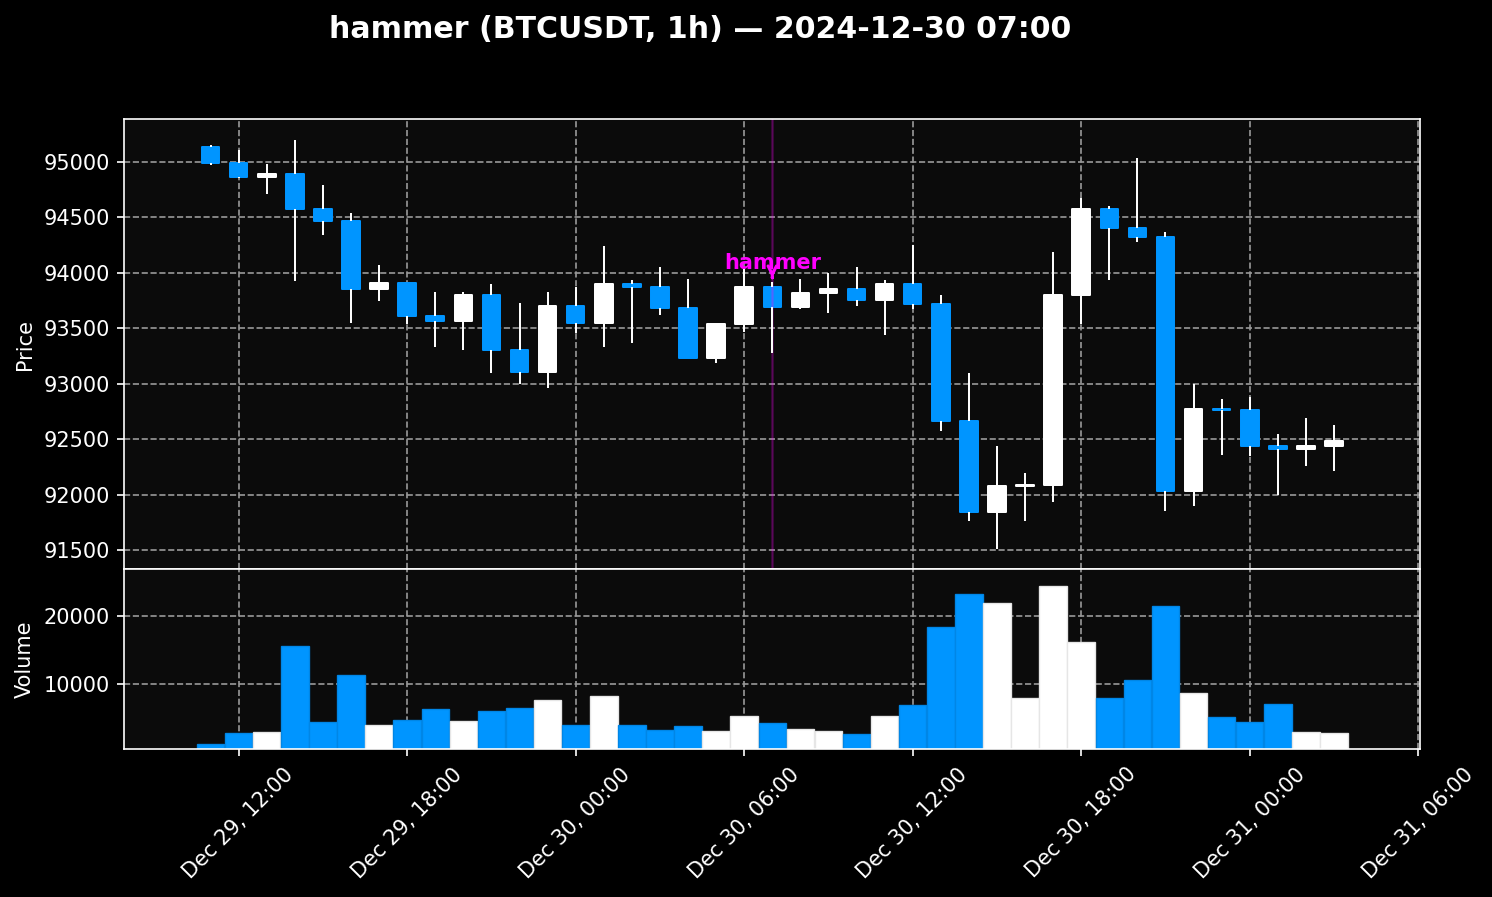 hammer (BTCUSDT, 1h) — 2024-12-30 07:00
95000
94500
94000
93500
93000
92500
92000
91500
Price
hammer
20000
10000
Volume
Dec 29, 12:00
Dec 29, 18:00
Dec 30, 00:00
Dec 30, 06:00
Dec 30, 12:00
Dec 30, 18:00
Dec 31, 00:00
Dec 31, 06:00